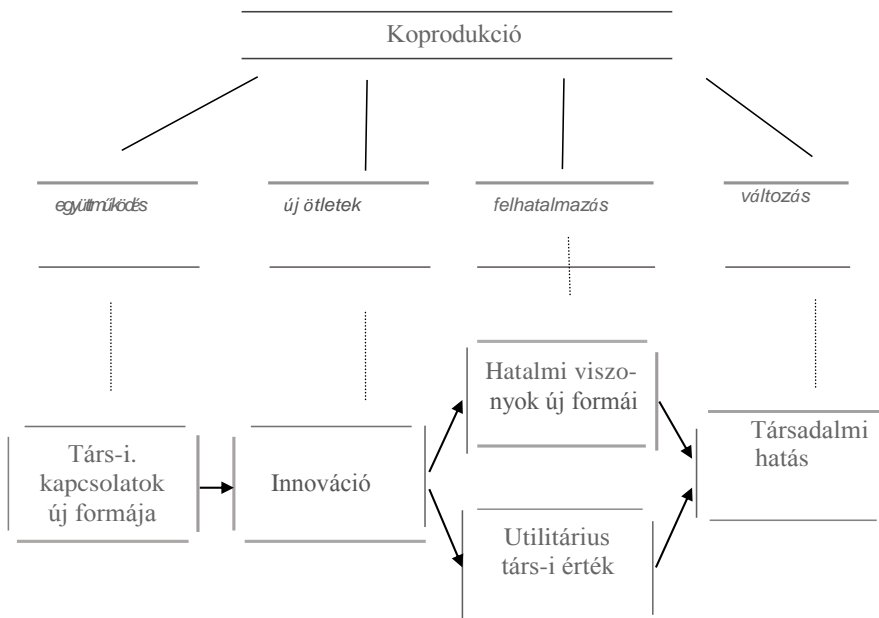 Koprodukció
együttműködés
új ötletek
felhatalmazás
változás
Hatalmi viszo-
nyok új formái
Társ-i.
kapcsolatok
új formája
Innováció
Társadalmi
hatás
Utilitárius
társ-i érték